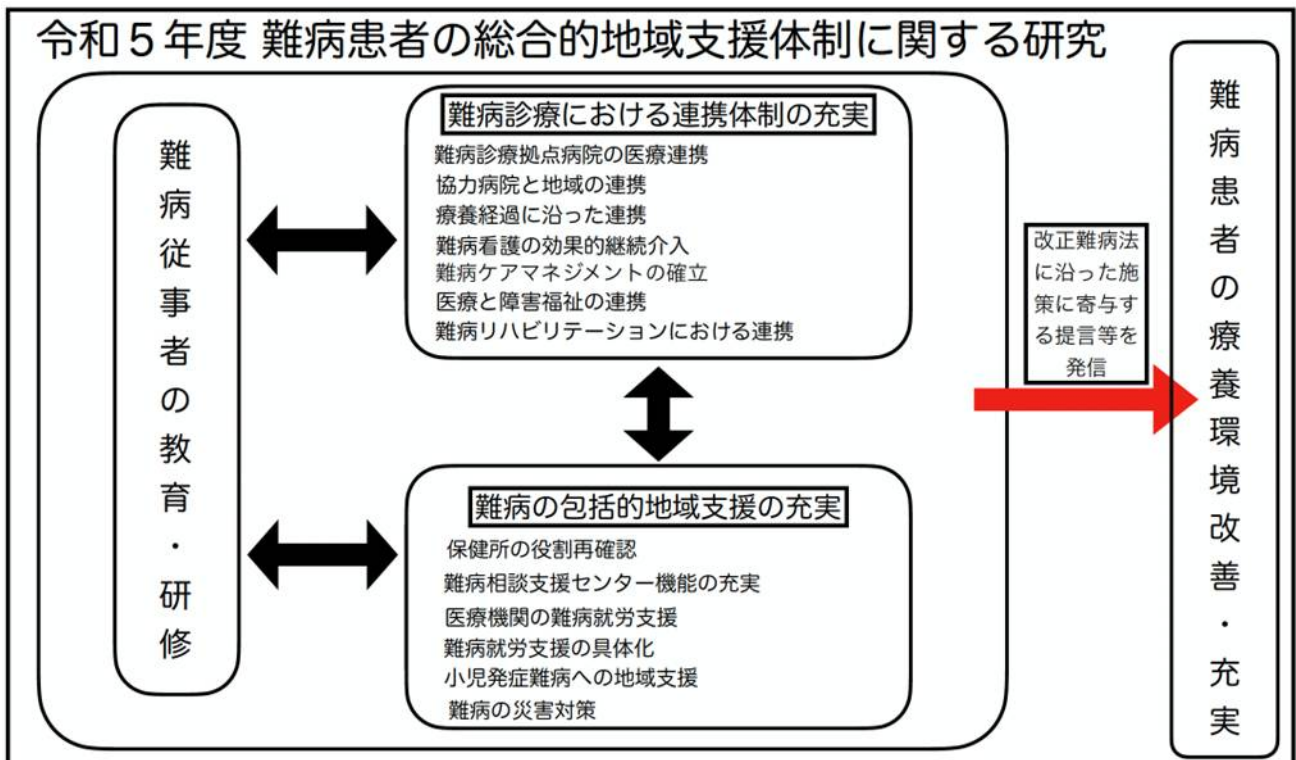 令和５年度 難病患者の総合的地域支援体制に関する研究
難病従事者の教育・研修
難病診療における連携体制の充実
難病診療拠点病院の医療連携
協力病院と地域の連携
療養経過に沿った連携
難病看護の効果的継続介入
難病ケアマネジメントの確立
医療と障害福祉の連携
難病リハビリテーションにおける連携
難病の包括的地域支援の充実
保健所の役割再確認
難病相談支援センター機能の充実
医療機関の難病就労支援
難病就労支援の具体化
小児発症難病への地域支援
難病の災害対策
改正難病法
に沿った施
策に寄与す
る提言等を
発信
難病患者の療養環境改善・充実